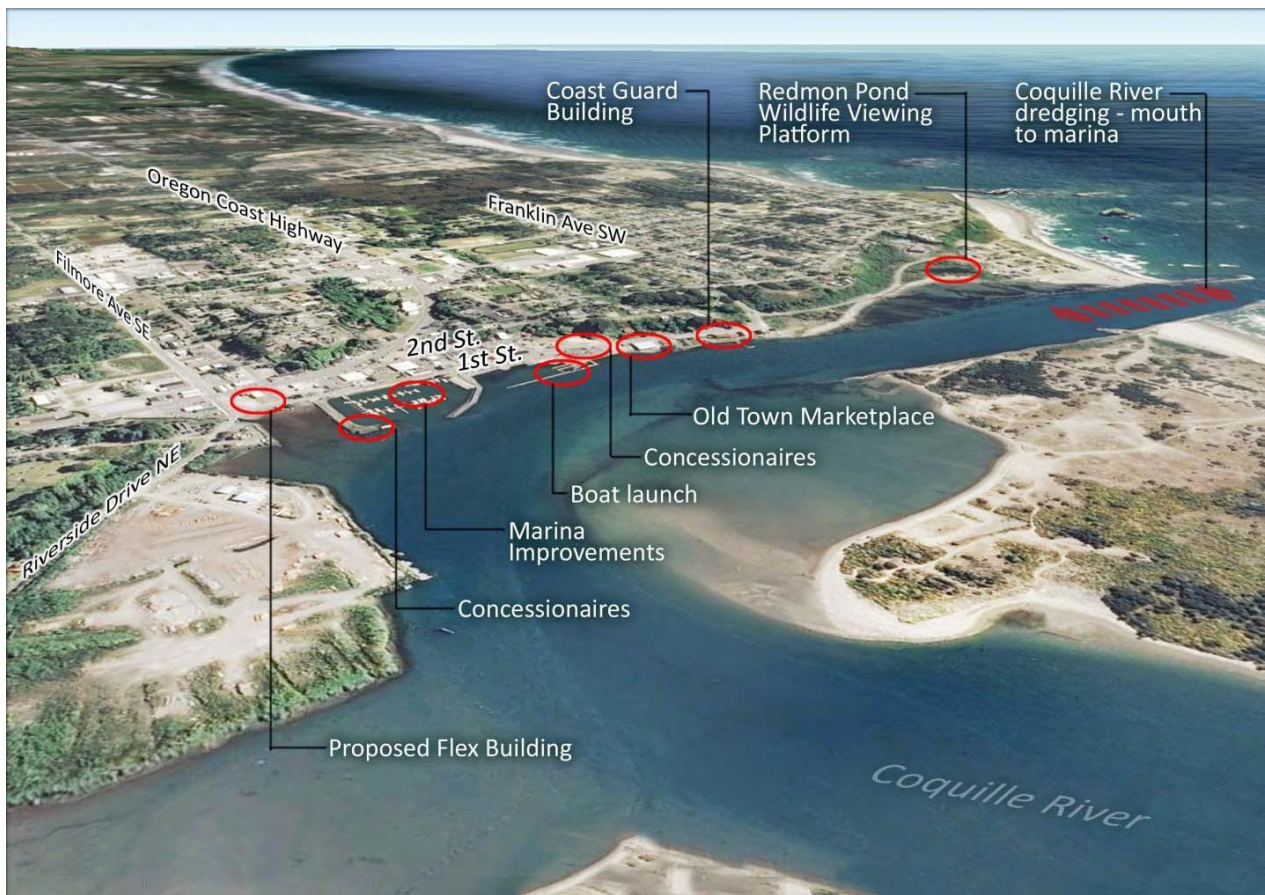 Coast Guard
Building
Redmon Pond
Wildlife Viewing
Platform
Coquille River
dredging - mouth
to marina
Oregon Coast Highway
Franklin Ave SW
Filmore Ave SE
2nd St.
1st St.
Old Town Marketplace
Concessionaires
Boat launch
Riverside Drive NE
Marina
Improvements
Concessionaires
Proposed Flex Building
Coquille River